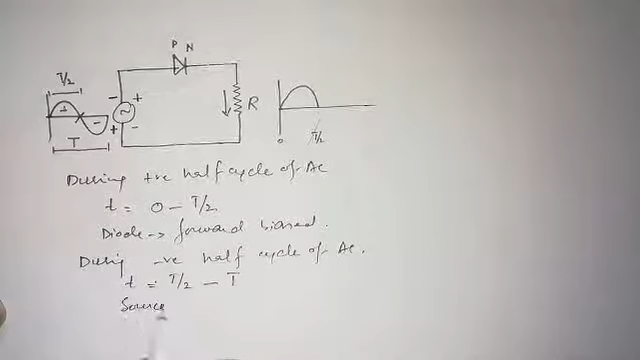 P N
T/2
+ -
T
- +
+ -
R
0 T/2
During +ve half cycle of AC
t = 0 - T/2
Diode -> forward biased.
During -ve half cycle of AC.
t = T/2 - T
Source